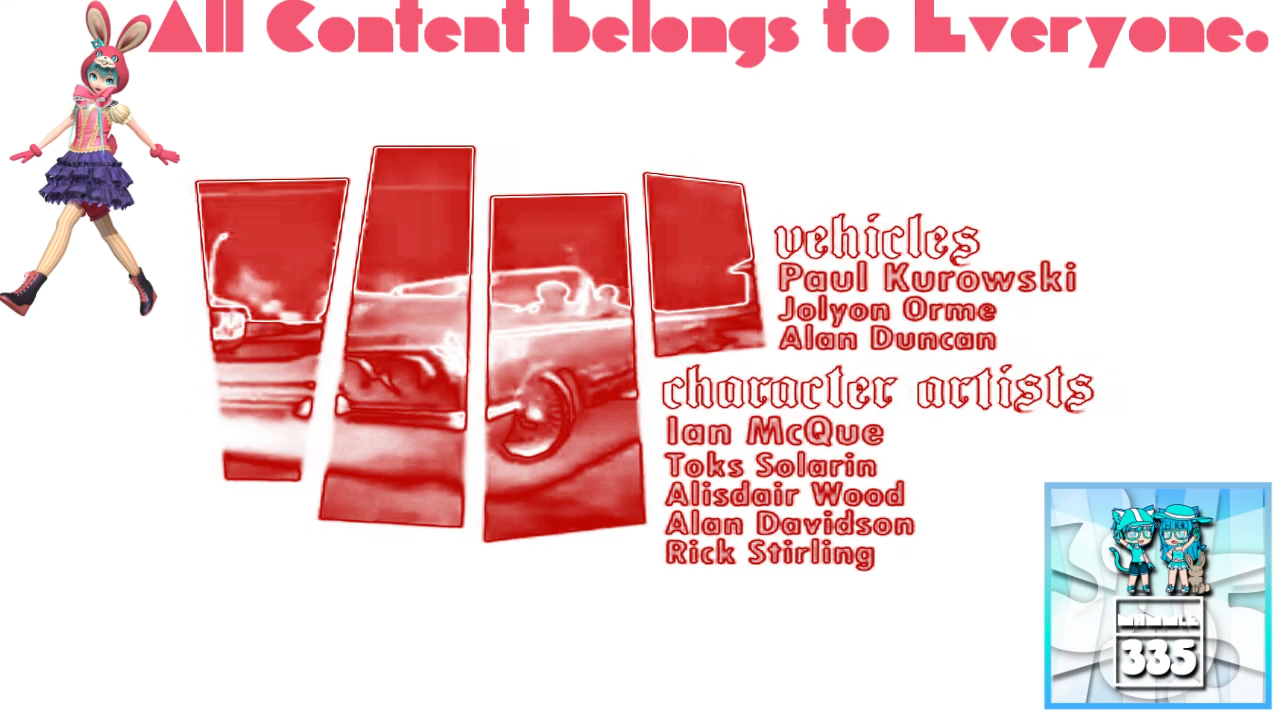 All Content belongs to Everyone.
vehicles
Paul Kurowski
Jolyon Orme
Alan Duncan
character artists
Ian McQue
Toks Solarin
Alisdair Wood
Alan Davidson
Rick Stirling
335